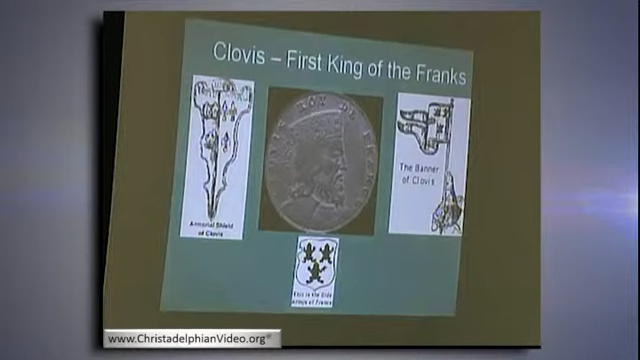 Clovis – First King of the Franks
Armorial Shield
of Clovis
The Banner
of Clovis
This is the Olde
Armys of France
www.ChristadelphianVideo.org